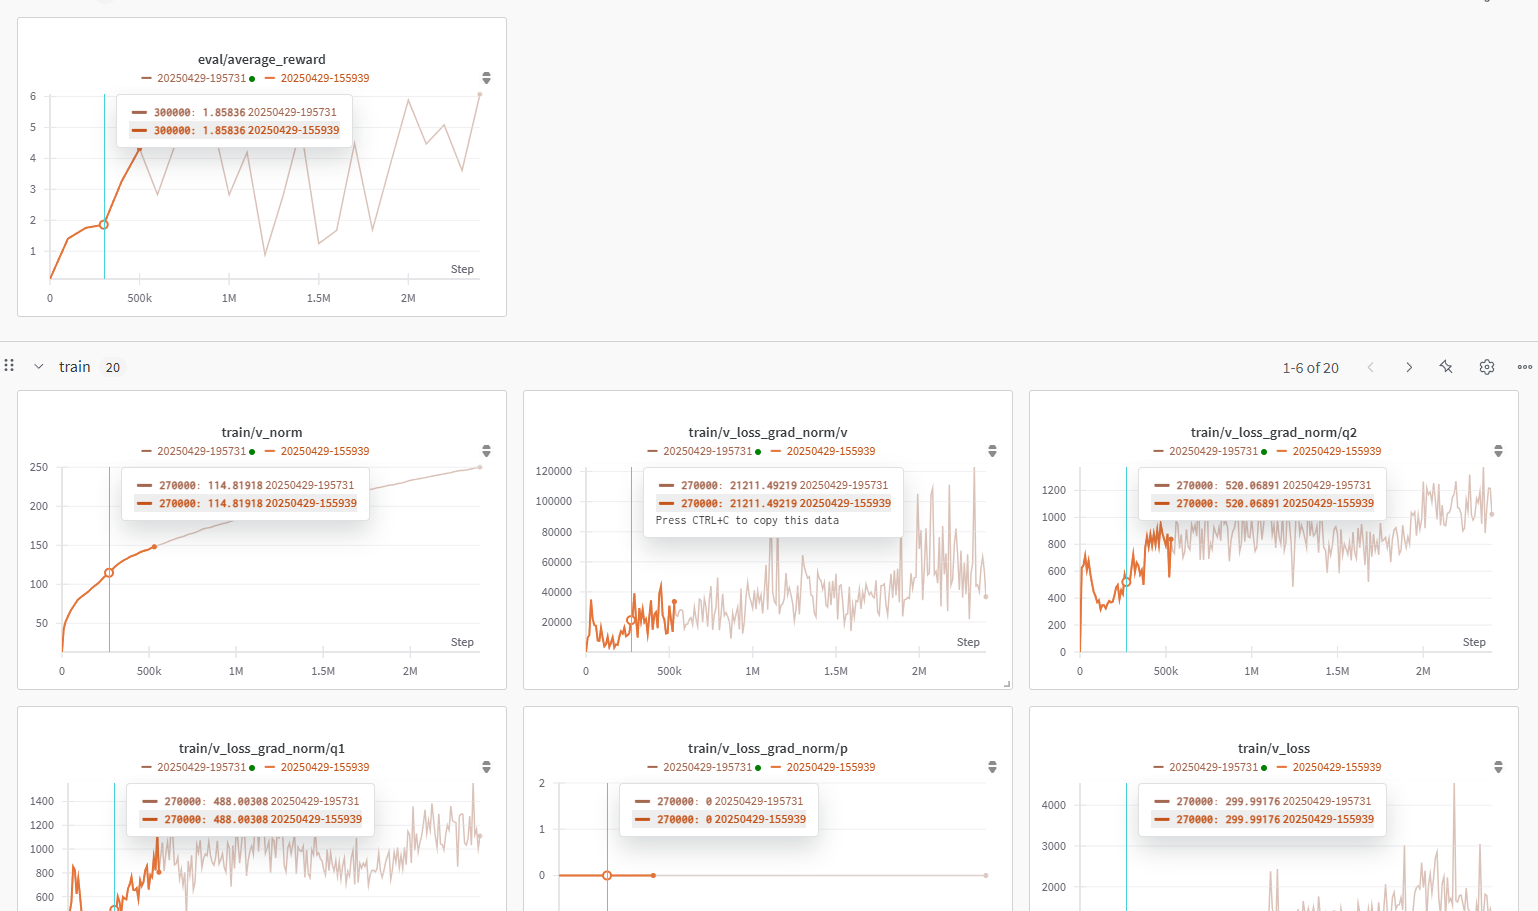 eval/average_reward
20250429-195731 20250429-155939
300000: 1.85836 20250429-195731
300000: 1.85836 20250429-155939
6
5
4
3
2
1
Step
0 500k 1M 1.5M 2M
train 20
1-6 of 20
train/v_norm
20250429-195731 20250429-155939
270000: 114.81918 20250429-195731
270000: 114.81918 20250429-155939
250
200
150
100
50
Step
0 500k 1M 1.5M 2M
train/v_loss_grad_norm/v
20250429-195731 20250429-155939
270000: 21211.49219 20250429-195731
270000: 21211.49219 20250429-155939
Press CTRL+C to copy this data
120000
100000
80000
60000
40000
20000
Step
0 500k 1M 1.5M 2M
train/v_loss_grad_norm/q2
20250429-195731 20250429-155939
270000: 520.06891 20250429-195731
270000: 520.06891 20250429-155939
1200
1000
800
600
400
200
0
Step
0 500k 1M 1.5M 2M
train/v_loss_grad_norm/q1
20250429-195731 20250429-155939
270000: 488.00308 20250429-195731
270000: 488.00308 20250429-155939
1400
1200
1000
800
600
train/v_loss_grad_norm/p
20250429-195731 20250429-155939
270000: 0 20250429-195731
270000: 0 20250429-155939
2
1
0
train/v_loss
20250429-195731 20250429-155939
270000: 299.99176 20250429-195731
270000: 299.99176 20250429-155939
4000
3000
2000